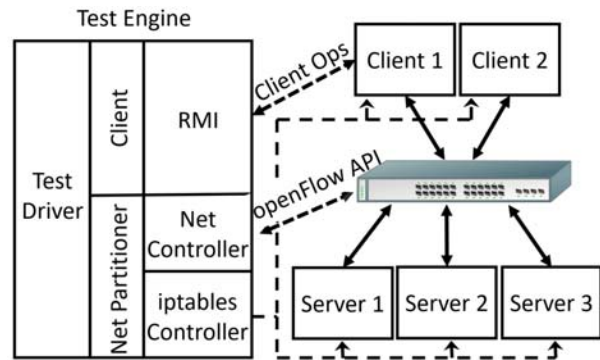 Test Engine
Test
Driver
Client
RMI
Net Partitioner
Net
Controller
iptables
Controller
Client Ops
openFlow API
Client 1
Client 2
Server 1
Server 2
Server 3